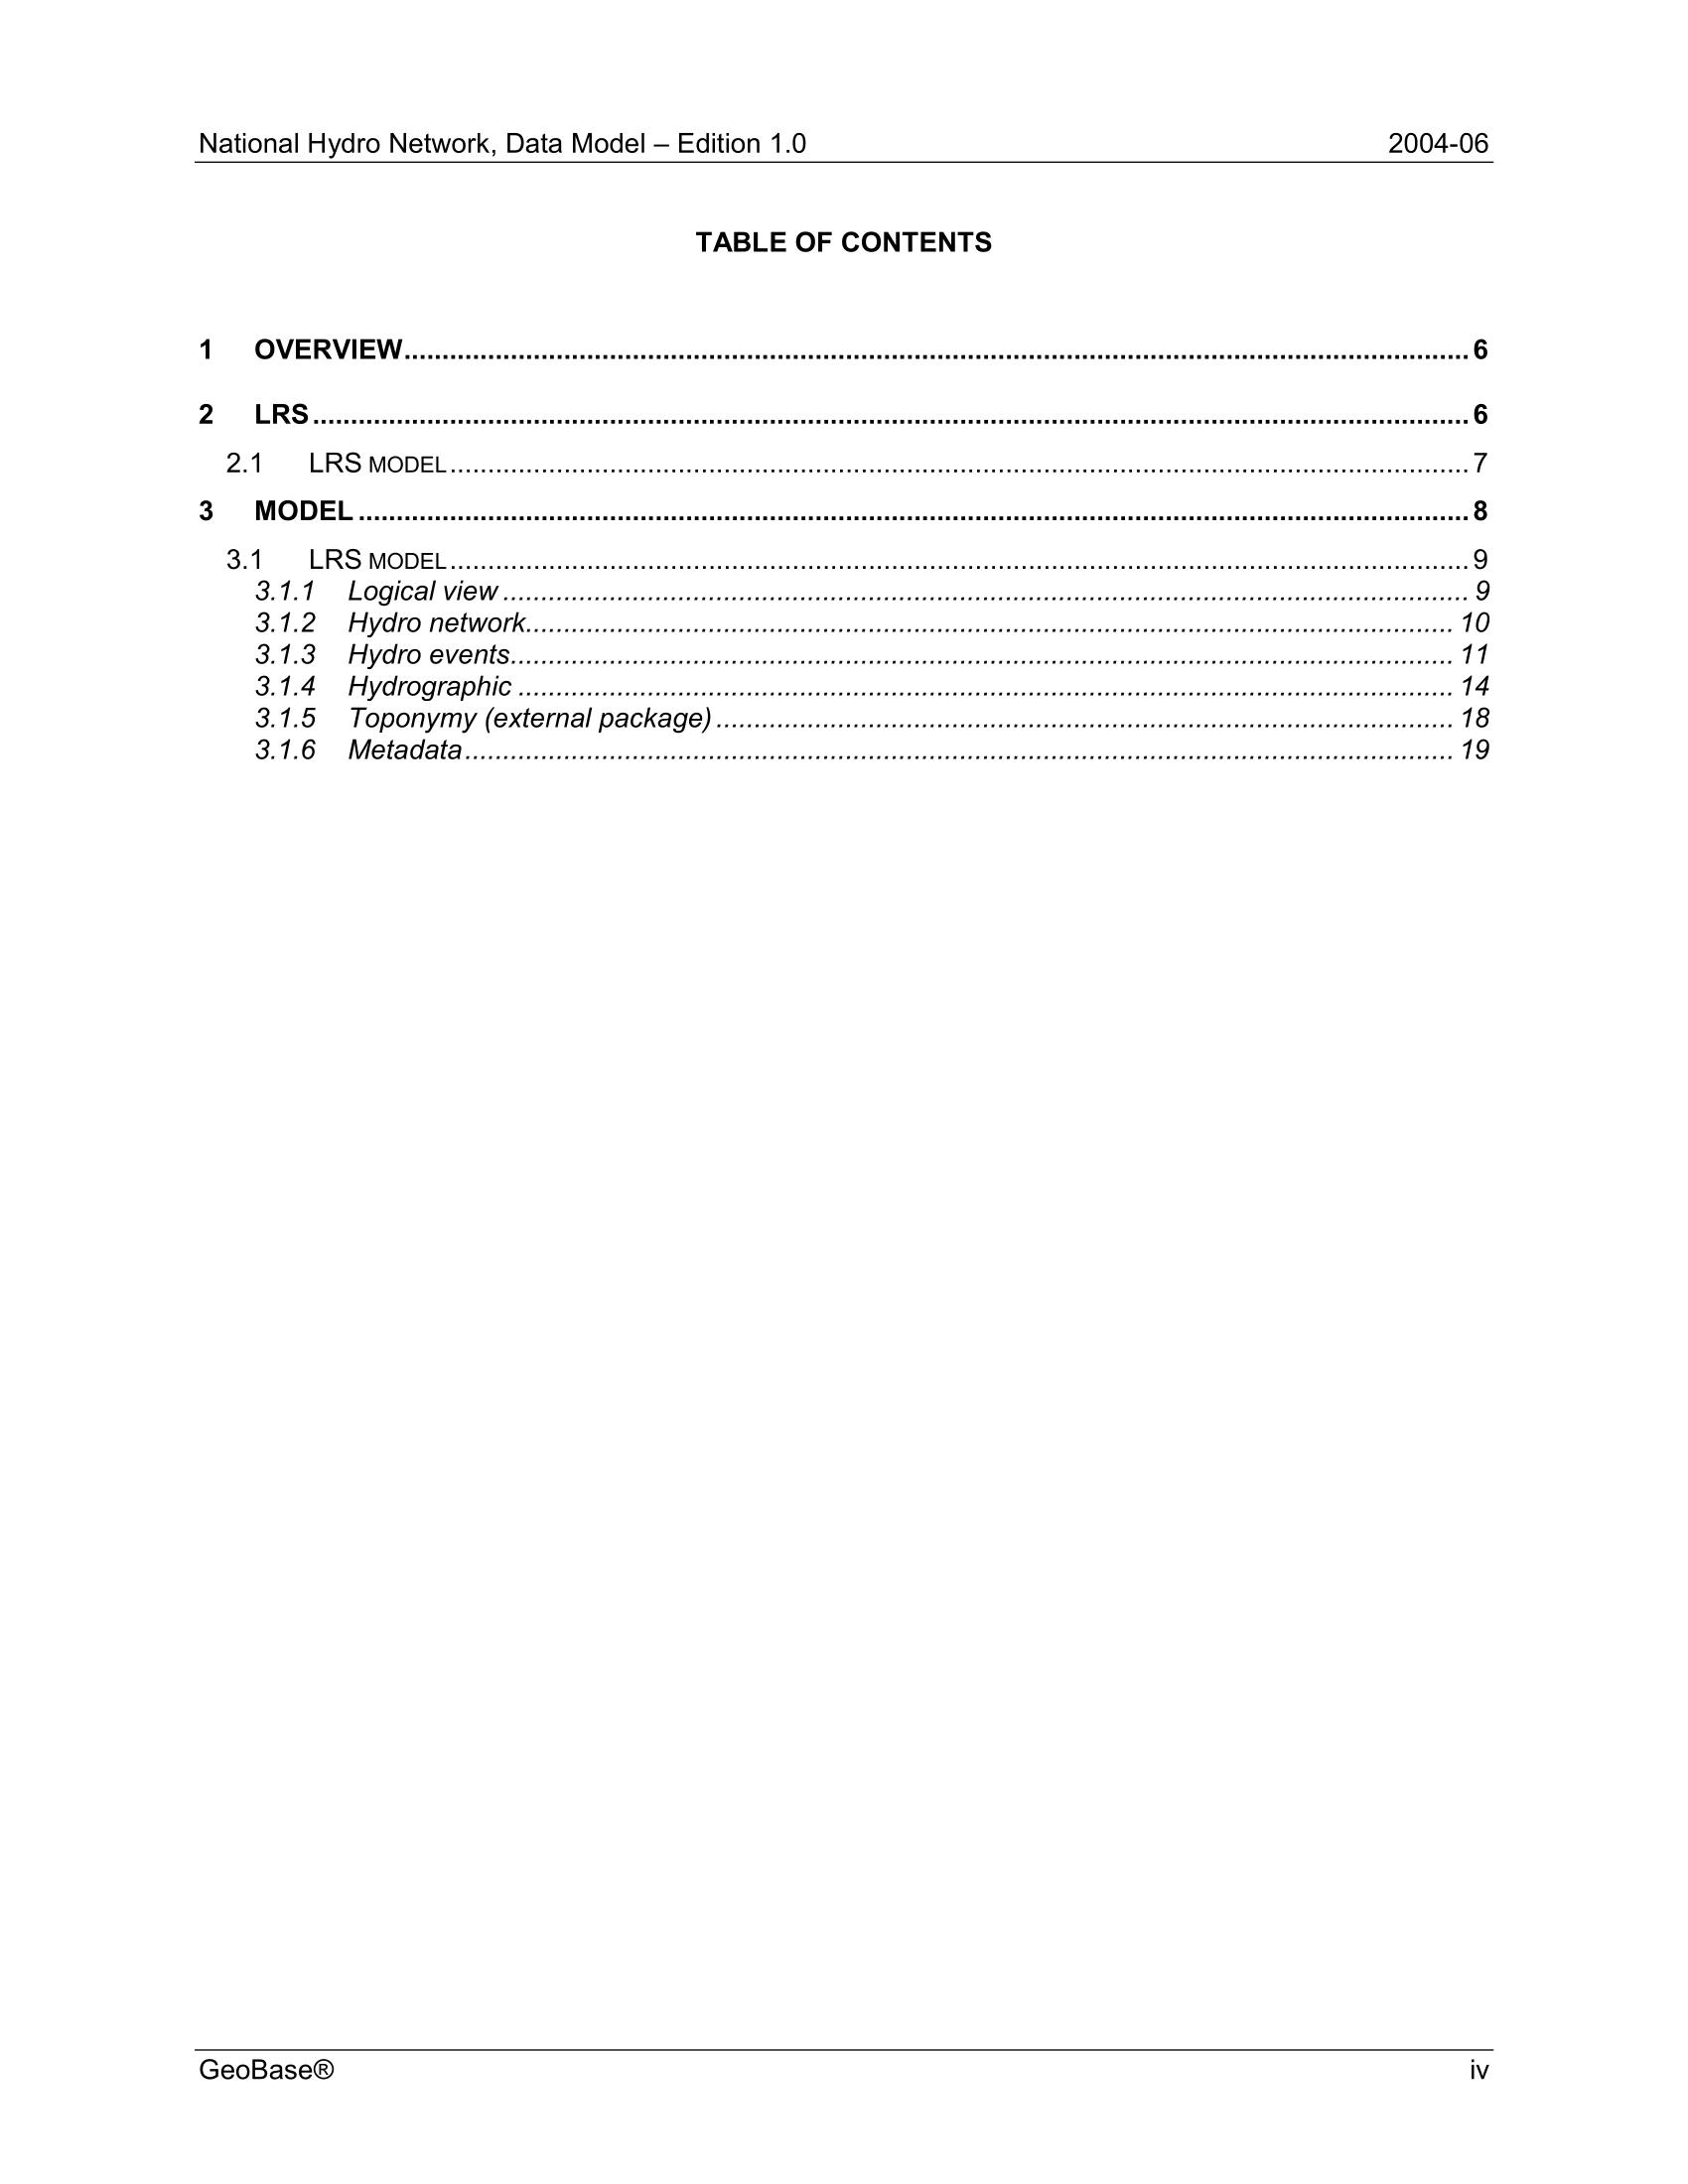 National Hydro Network, Data Model – Edition 1.0 2004-06
TABLE OF CONTENTS
1 OVERVIEW 6
2 LRS 6
2.1 LRS MODEL 7
3 MODEL 8
3.1 LRS MODEL 9
3.1.1 Logical view 9
3.1.2 Hydro network 10
3.1.3 Hydro events 11
3.1.4 Hydrographic 14
3.1.5 Toponymy (external package) 18
3.1.6 Metadata 19
GeoBase® iv